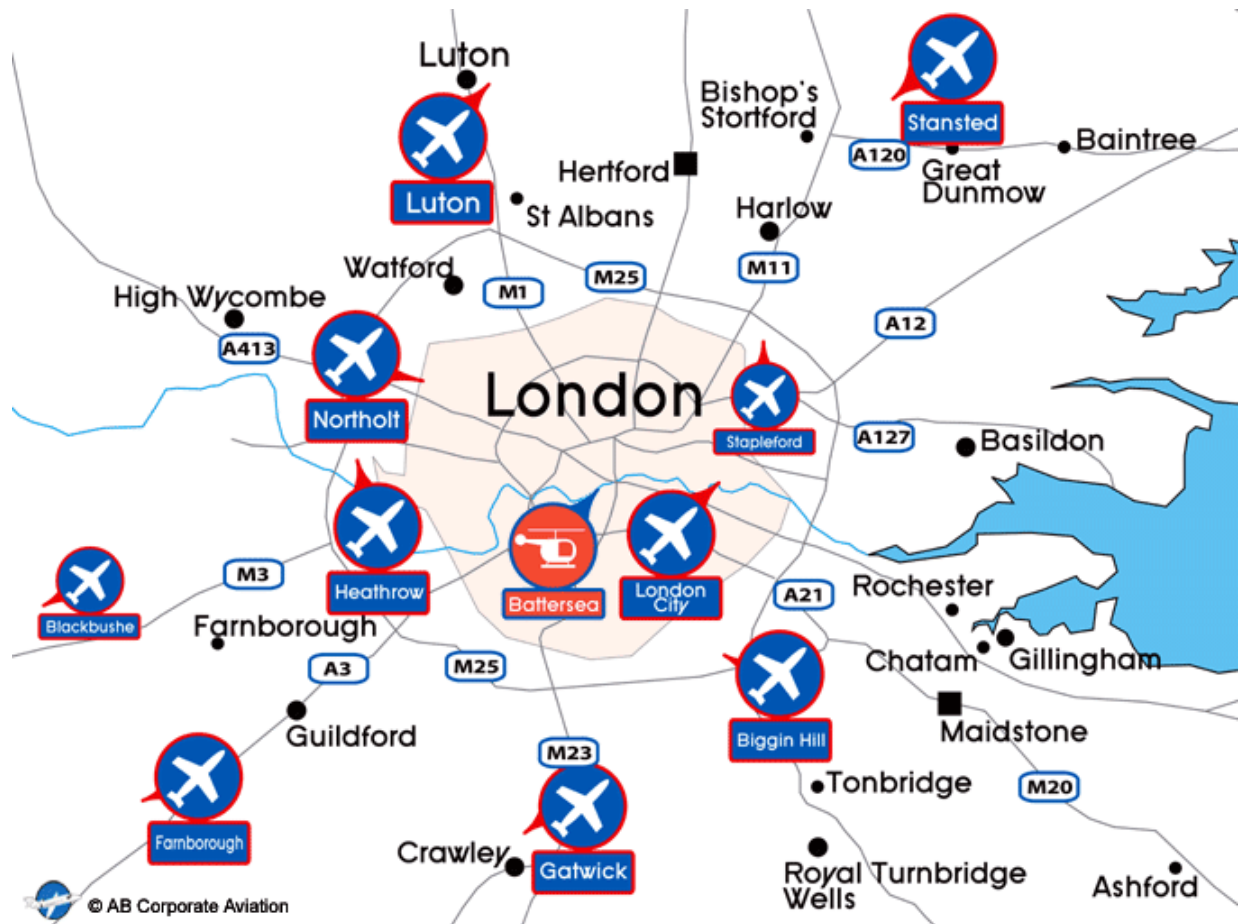 Luton
Bishop's
Stortford
Stansted
A120
Baintree
Great
Dunmow
Hertford
Luton
St Albans
Harlow
Watford
M25
M11
M1
High Wycombe
A12
A413
London
Northolt
Stapleford
A127
Basildon
M3
Heathrow
Battersea
London
City
A21
Rochester
Blackbushe
Farnborough
A3
M25
Chatam
Gillingham
Guildford
Biggin Hill
Maidstone
M23
Tonbridge
M20
Farnborough
Crawley
Gatwick
Royal Turnbridge
Wells
Ashford
© AB Corporate Aviation